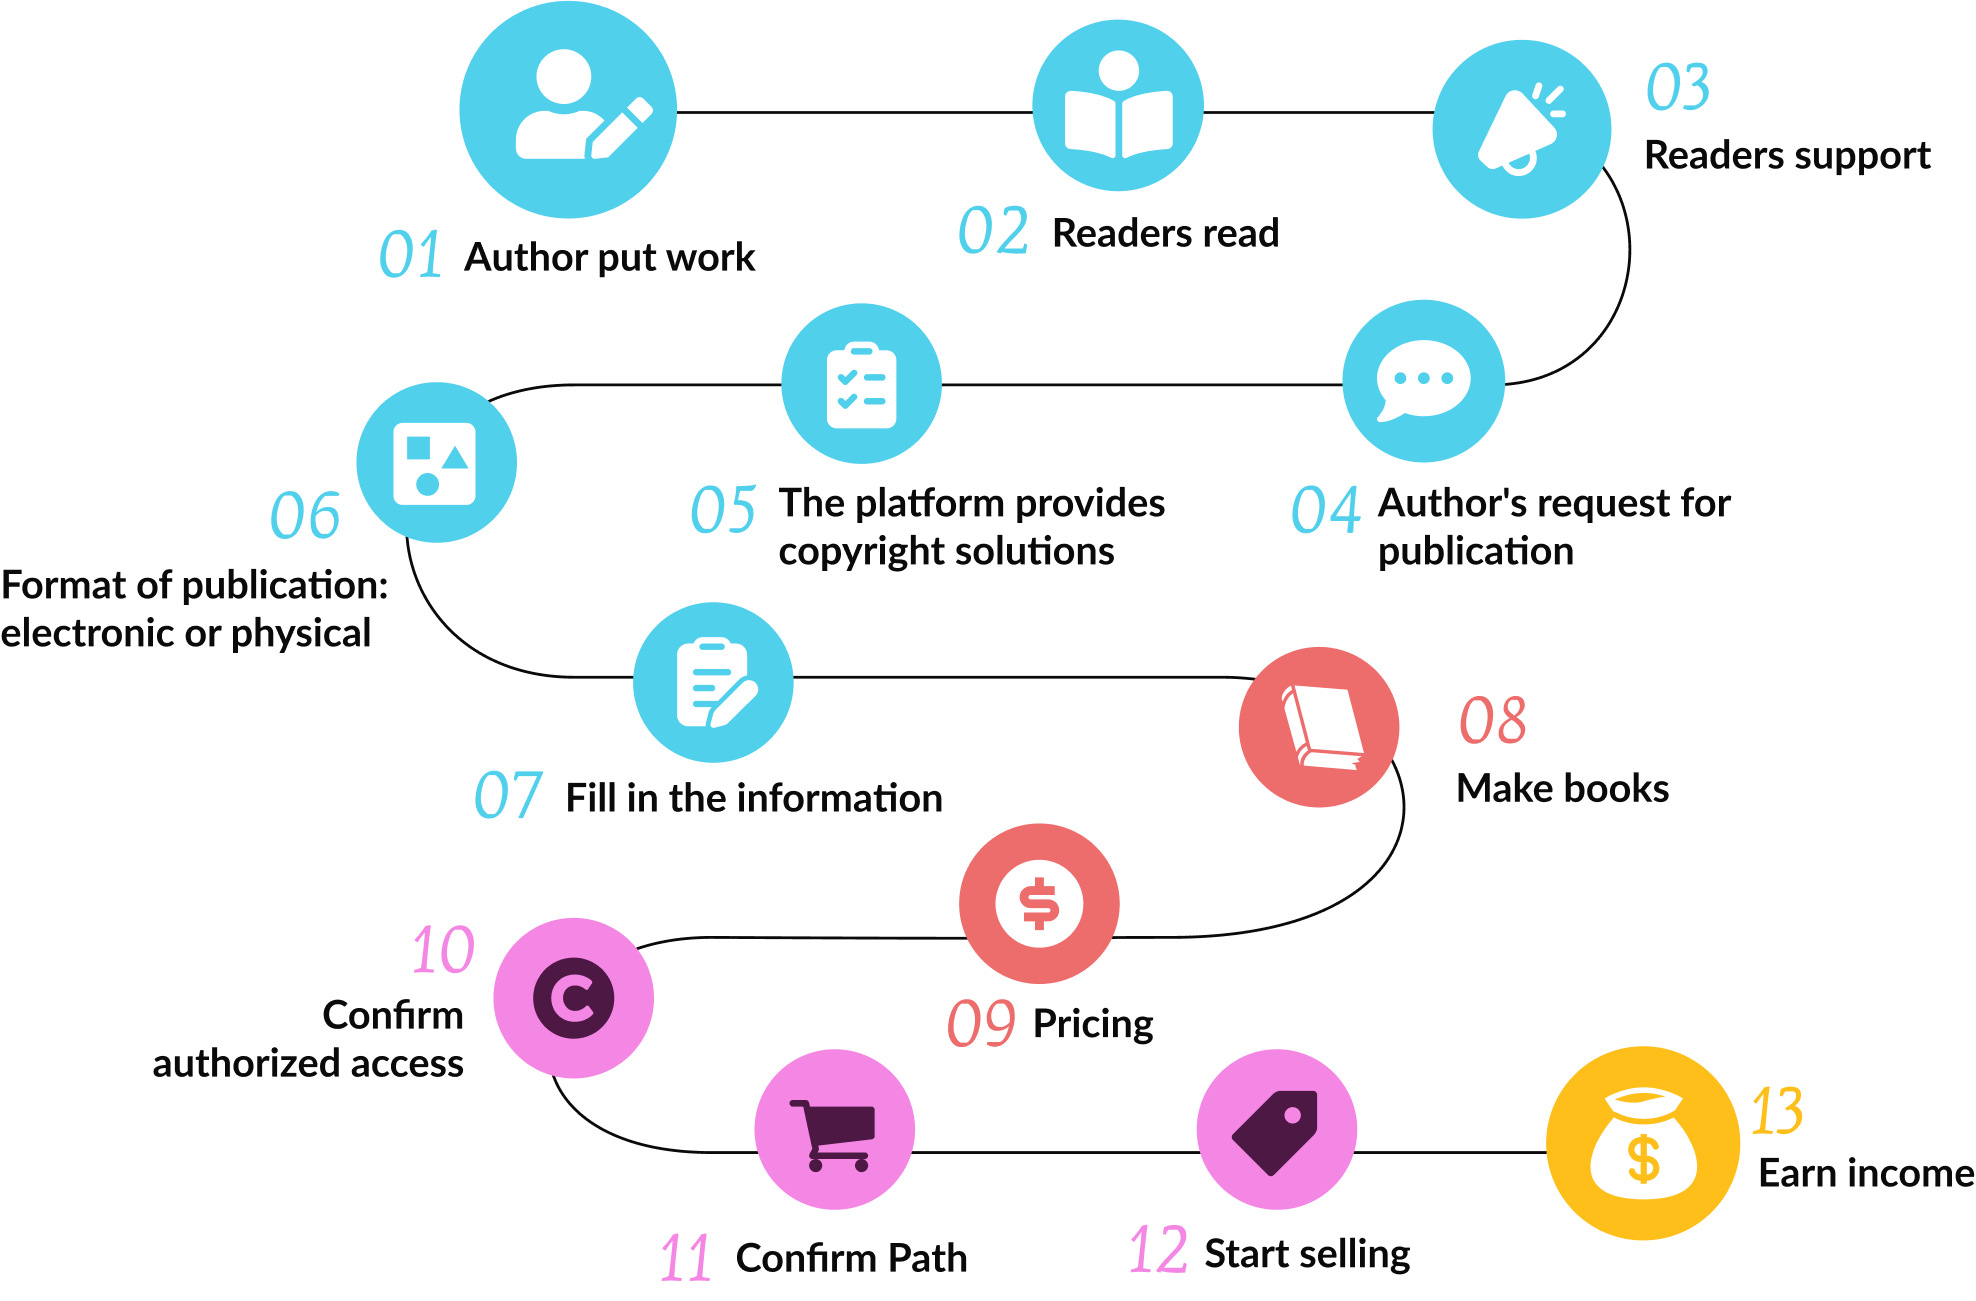 01 Author put work
02 Readers read
03
Readers support
04 Author's request for
publication
05 The platform provides
copyright solutions
06
Format of publication:
electronic or physical
07 Fill in the information
08
Make books
09 Pricing
10
Confirm
authorized access
11 Confirm Path
12 Start selling
13
Earn income